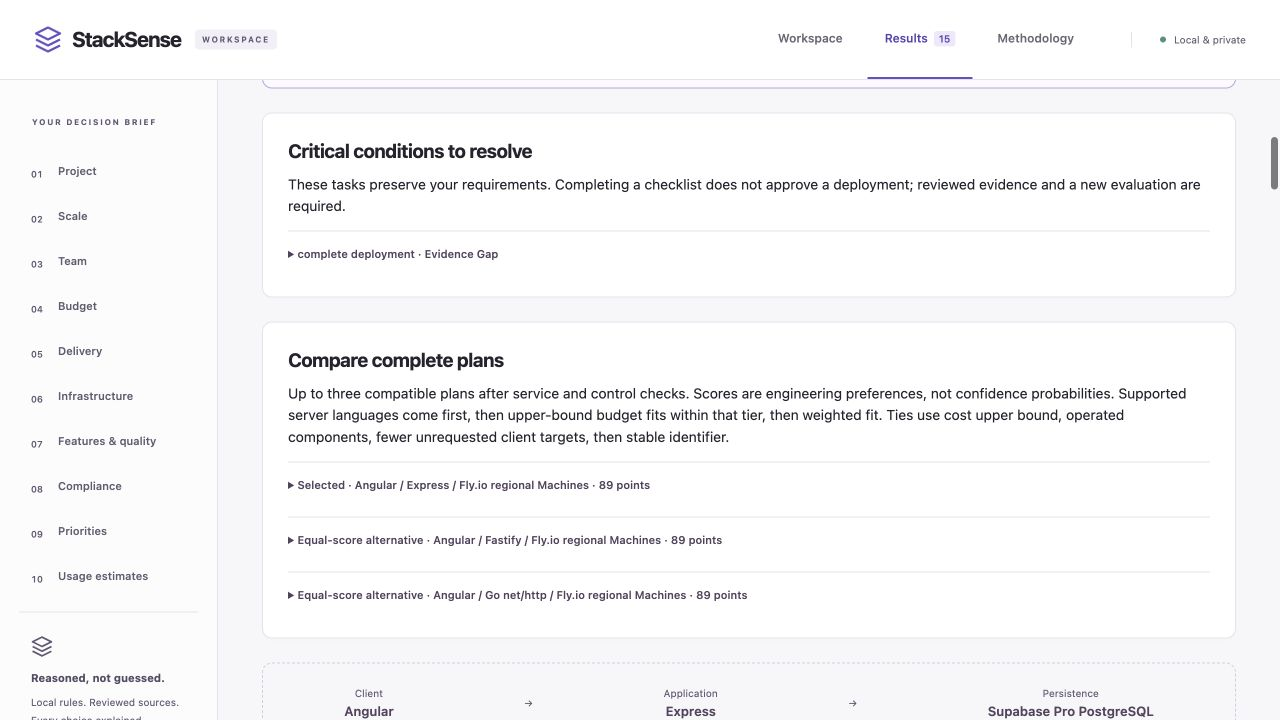 StackSense WORKSPACE
Workspace
Results 15
Methodology
Local & private
YOUR DECISION BRIEF
01 Project
02 Scale
03 Team
04 Budget
05 Delivery
06 Infrastructure
07 Features & quality
08 Compliance
09 Priorities
10 Usage estimates
Reasoned, not guessed.
Local rules. Reviewed sources.
Every choice explained.
Critical conditions to resolve
These tasks preserve your requirements. Completing a checklist does not approve a deployment; reviewed evidence and a new evaluation are
required.
complete deployment · Evidence Gap
Compare complete plans
Up to three compatible plans after service and control checks. Scores are engineering preferences, not confidence probabilities. Supported
server languages come first, then upper-bound budget fits within that tier, then weighted fit. Ties use cost upper bound, operated
components, fewer unrequested client targets, then stable identifier.
Selected · Angular / Express / Fly.io regional Machines · 89 points
Equal-score alternative · Angular / Fastify / Fly.io regional Machines · 89 points
Equal-score alternative · Angular / Go net/http / Fly.io regional Machines · 89 points
Client
Angular
→
Application
Express
→
Persistence
Supabase Pro PostgreSQL